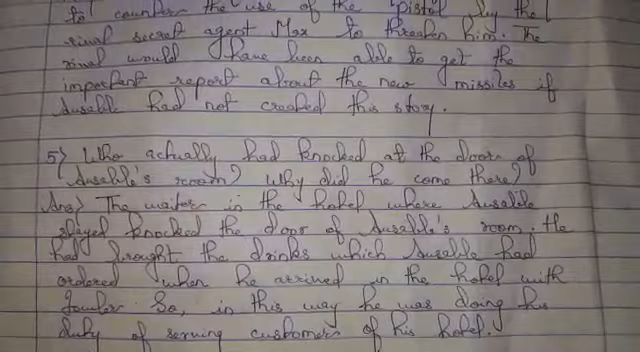 to counter the use of the pistol by the
rival secret agent Max to threaten him. The
rival would have been able to get the
important report about the new missiles if
Ausable had not created this story.
5) Who actually had knocked at the door of
Ausable's room? Why did he come there?
Ans) The waiter in the hotel where Ausable
stayed knocked the door of Ausable's room. He
had brought the drinks which Ausable had
ordered when he arrived in the hotel with
fowler. So, in this way he was doing his
duty of serving customers of his hotel.